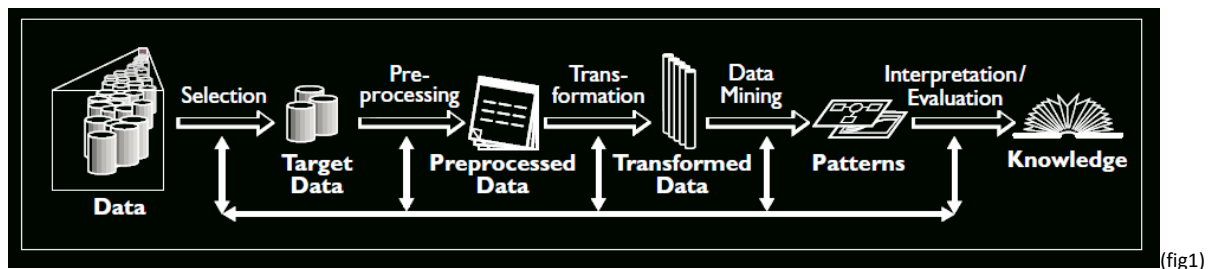 Selection
Pre-
processing
Trans-
formation
Data
Mining
Interpretation/
Evaluation
Data
Target
Data
Preprocessed
Data
Transformed
Data
Patterns
Knowledge
(fig1)